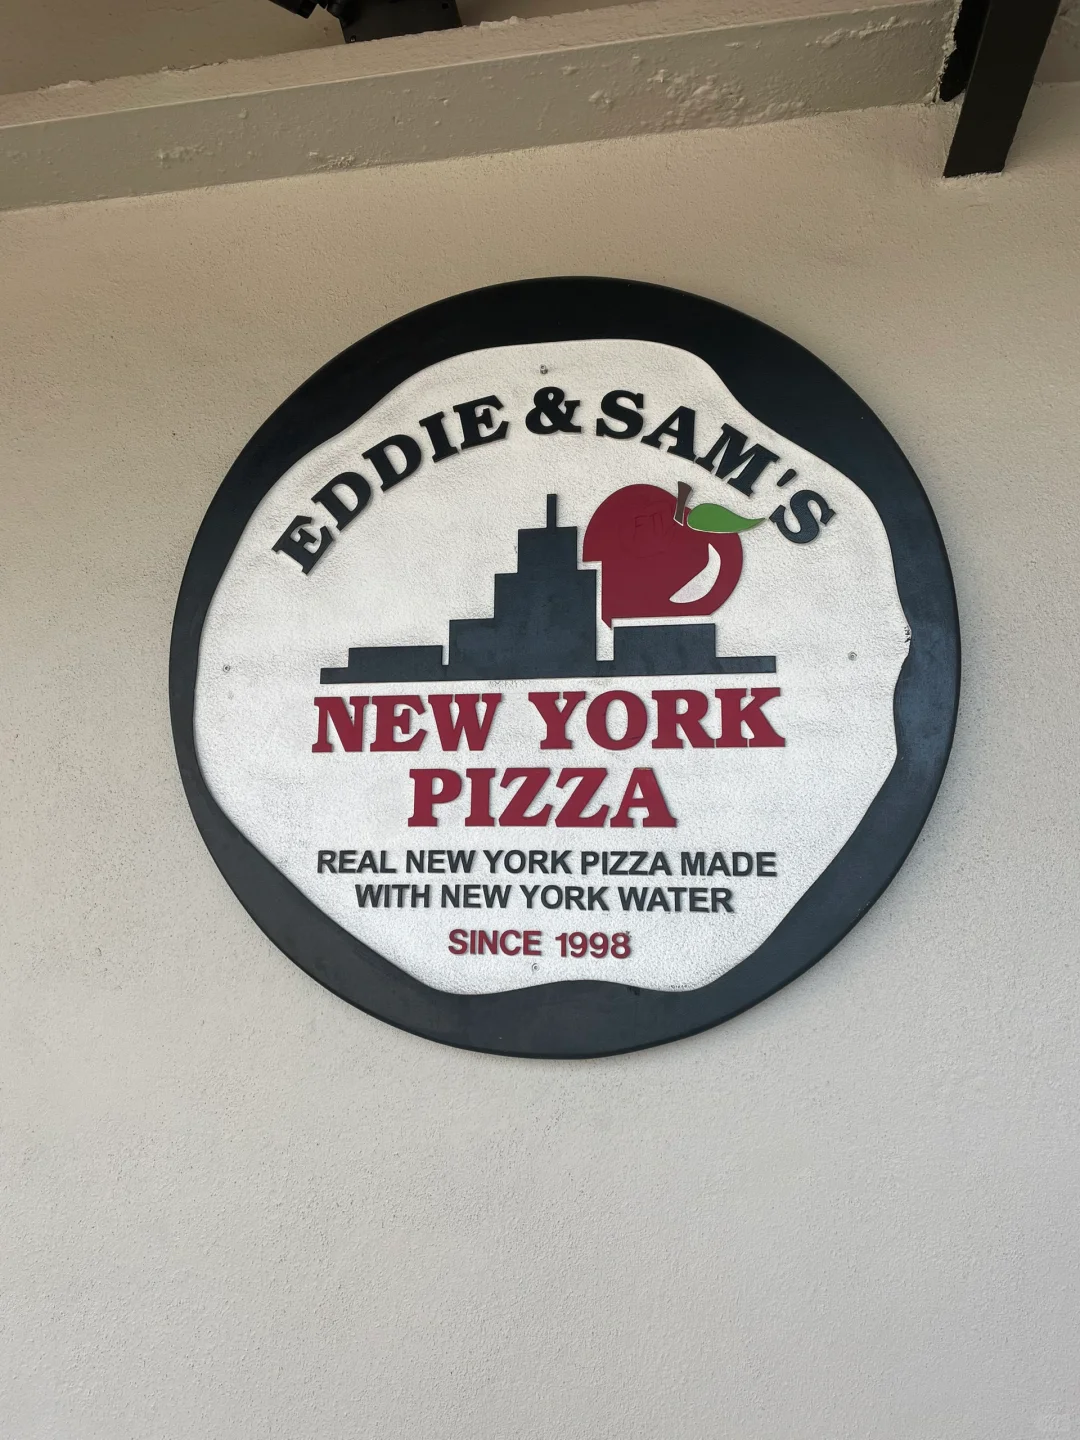 EDDIE & SAM'S
NEW YORK
PIZZA
REAL NEW YORK PIZZA MADE
WITH NEW YORK WATER
SINCE 1998